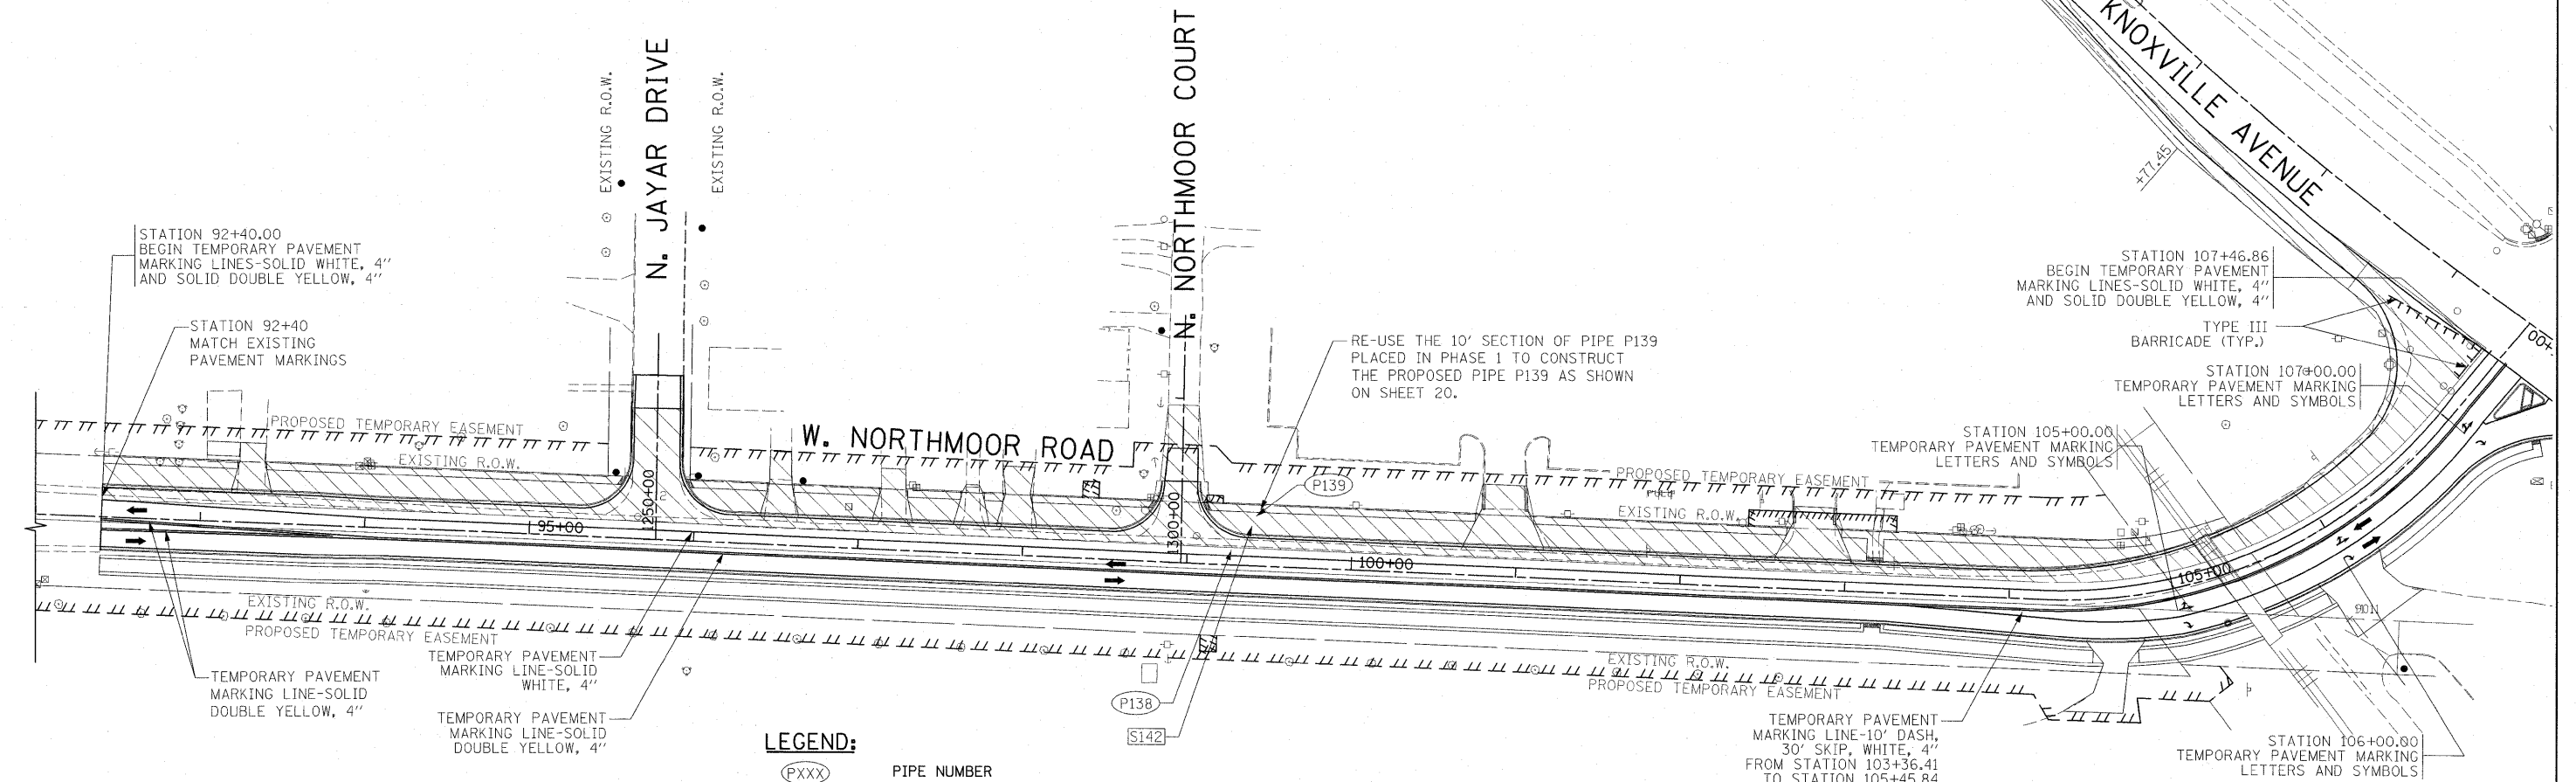 KNOXVILLE AVENUE
N. JAYAR DRIVE
N. NORTHMOOR COURT
EXISTING R.O.W.
EXISTING R.O.W.
+77.45
STATION 92+40.00
BEGIN TEMPORARY PAVEMENT
MARKING LINES-SOLID WHITE, 4"
AND SOLID DOUBLE YELLOW, 4"
STATION 92+40
MATCH EXISTING
PAVEMENT MARKINGS
STATION 107+46.86
BEGIN TEMPORARY PAVEMENT
MARKING LINES-SOLID WHITE, 4"
AND SOLID DOUBLE YELLOW, 4"
TYPE III
BARRICADE (TYP.)
RE-USE THE 10' SECTION OF PIPE P139
PLACED IN PHASE 1 TO CONSTRUCT
THE PROPOSED PIPE P139 AS SHOWN
ON SHEET 20.
STATION 107+00.00
TEMPORARY PAVEMENT MARKING
LETTERS AND SYMBOLS
STATION 105+00.00
TEMPORARY PAVEMENT MARKING
LETTERS AND SYMBOLS
PROPOSED TEMPORARY EASEMENT
EXISTING R.O.W.
W. NORTHMOOR ROAD
P139
PROPOSED TEMPORARY EASEMENT
EXISTING R.O.W.
95+00
1250+00
1300+00
100+00
105+00
EXISTING R.O.W.
PROPOSED TEMPORARY EASEMENT
TEMPORARY PAVEMENT
MARKING LINE-SOLID
WHITE, 4"
TEMPORARY PAVEMENT
MARKING LINE-SOLID
DOUBLE YELLOW, 4"
TEMPORARY PAVEMENT
MARKING LINE-SOLID
DOUBLE YELLOW, 4"
P138
S142
EXISTING R.O.W.
PROPOSED TEMPORARY EASEMENT
TEMPORARY PAVEMENT
MARKING LINE-10' DASH,
30' SKIP, WHITE, 4"
FROM STATION 103+36.41
TO STATION 105+45.84
STATION 106+00.00
TEMPORARY PAVEMENT MARKING
LETTERS AND SYMBOLS
LEGEND:
PXXX PIPE NUMBER